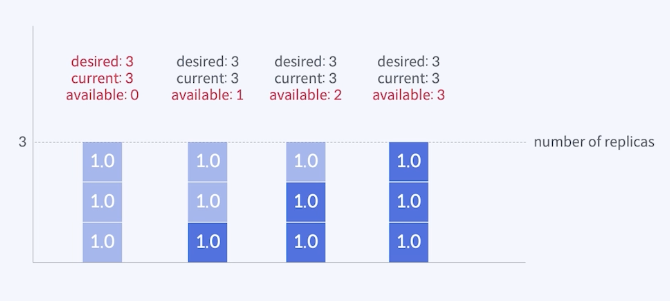 desired: 3
current: 3
available: 0
desired: 3
current: 3
available: 1
desired: 3
current: 3
available: 2
desired: 3
current: 3
available: 3
3
number of replicas
1.0
1.0
1.0
1.0
1.0
1.0
1.0
1.0
1.0
1.0
1.0
1.0